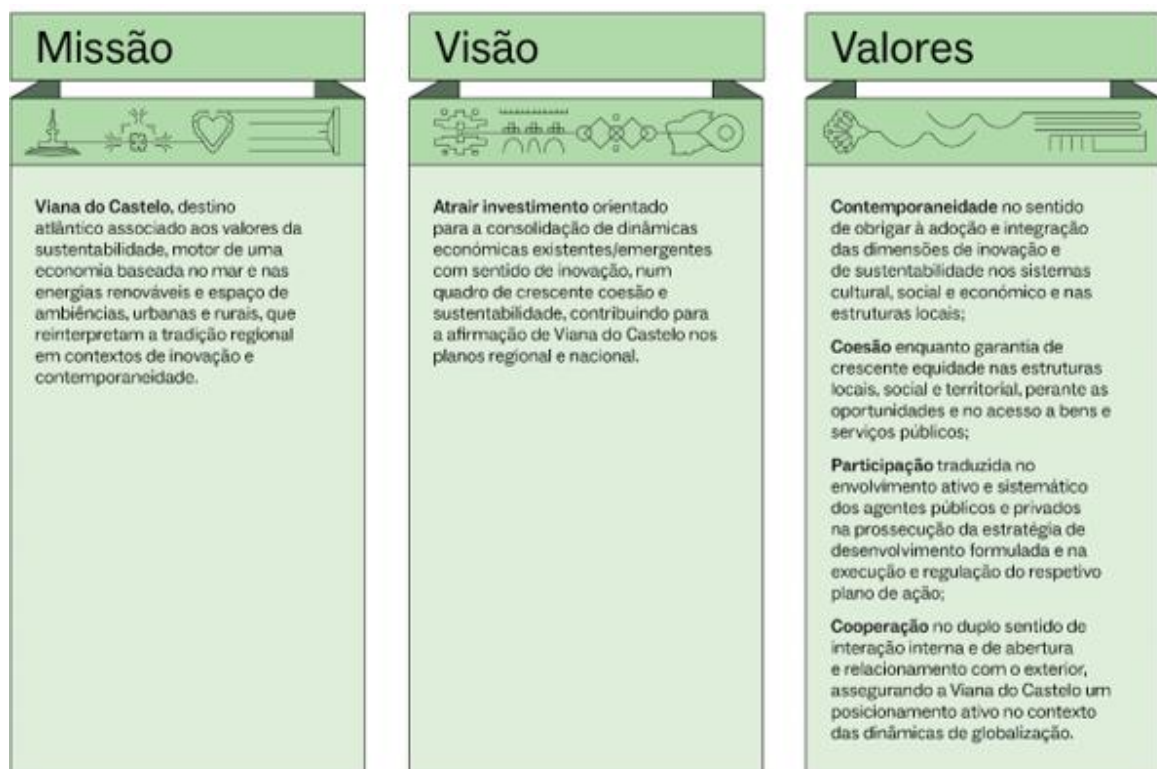 Missão
Viana do Castelo, destino
atlântico associado aos valores da
sustentabilidade, motor de uma
economia baseada no mar e nas
energias renováveis e espaço de
ambiências, urbanas e rurais, que
reinterpretam a tradição regional
em contextos de inovação e
contemporaneidade.
Visão
Atrair investimento orientado
para a consolidação de dinâmicas
económicas existentes/emergentes
com sentido de inovação, num
quadro de crescente coesão e
sustentabilidade, contribuindo para
a afirmação de Viana do Castelo nos
planos regional e nacional.
Valores
Contemporaneidade no sentido
de obrigar à adoção e integração
das dimensões de inovação e
de sustentabilidade nos sistemas
cultural, social e económico e nas
estruturas locais;
Coesão enquanto garantia de
crescente equidade nas estruturas
locais, social e territorial, perante as
oportunidades e no acesso a bens e
serviços públicos;
Participação traduzida no
envolvimento ativo e sistemático
dos agentes públicos e privados
na prossecução da estratégia de
desenvolvimento formulada e na
execução e regulação do respetivo
plano de ação;
Cooperação no duplo sentido de
interação interna e de abertura
e relacionamento com o exterior,
assegurando a Viana do Castelo um
posicionamento ativo no contexto
das dinâmicas de globalização.